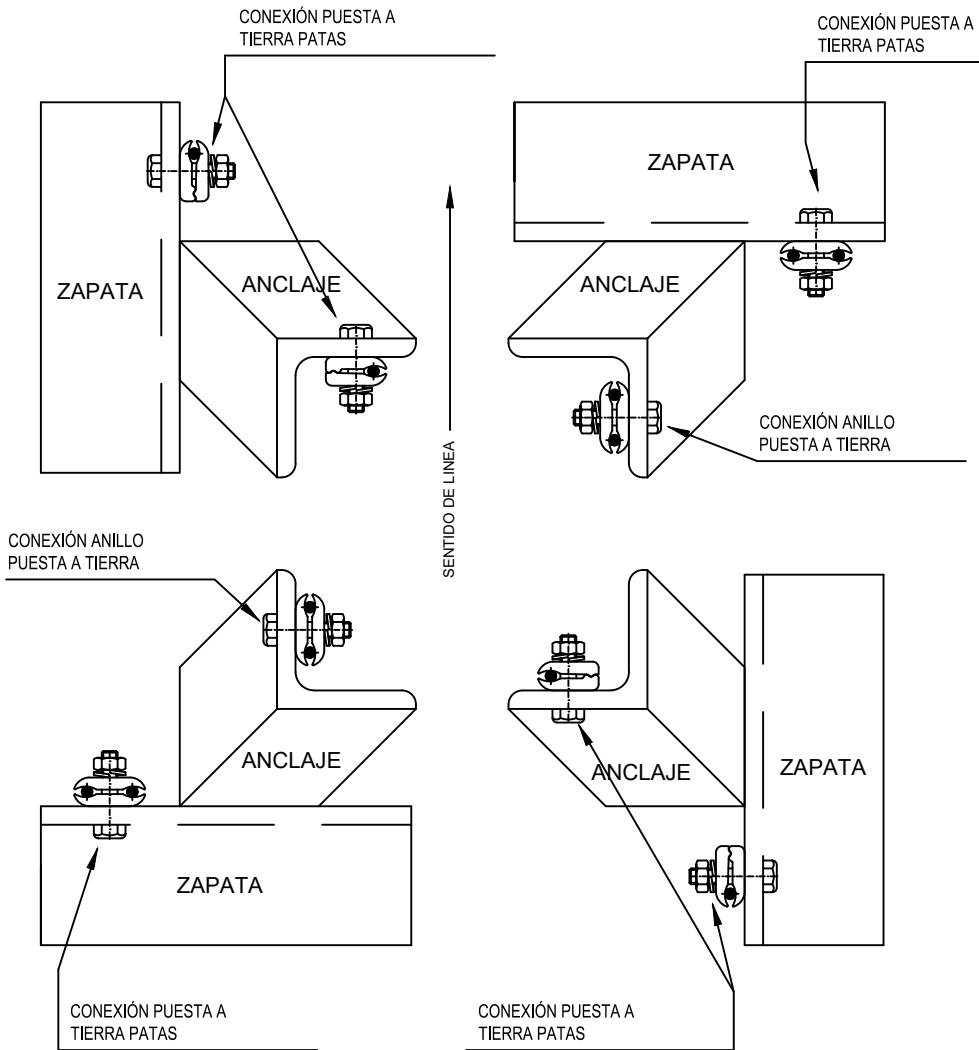 CONEXIÓN PUESTA A
TIERRA PATAS
CONEXIÓN PUESTA A
TIERRA PATAS
ZAPATA
ZAPATA
ANCLAJE
ANCLAJE
SENTIDO DE LINEA
CONEXIÓN ANILLO
PUESTA A TIERRA
CONEXIÓN ANILLO
PUESTA A TIERRA
ANCLAJE
ANCLAJE
ZAPATA
ZAPATA
CONEXIÓN PUESTA A
TIERRA PATAS
CONEXIÓN PUESTA A
TIERRA PATAS